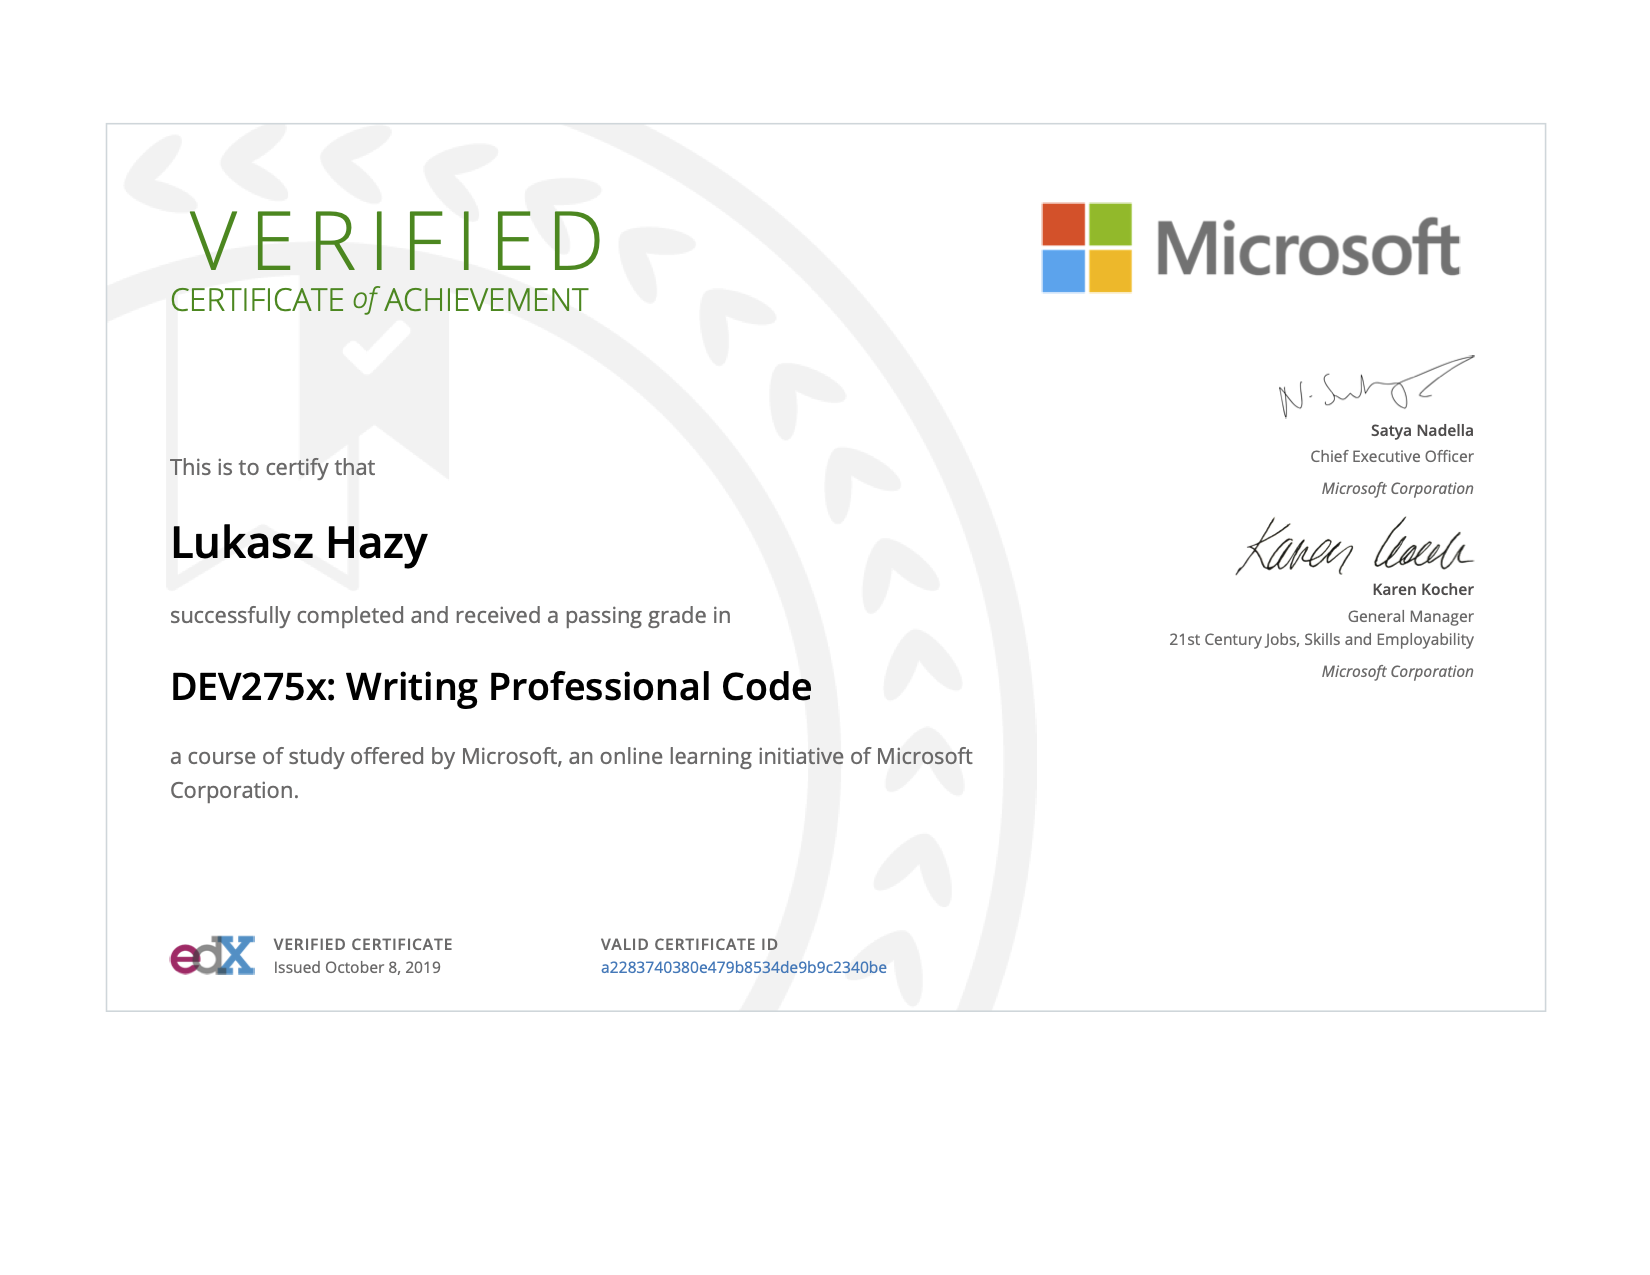 VERIFIED
CERTIFICATE of ACHIEVEMENT
Microsoft
This is to certify that
Lukasz Hazy
successfully completed and received a passing grade in
DEV275x: Writing Professional Code
a course of study offered by Microsoft, an online learning initiative of Microsoft
Corporation.
N. Sat
Satya Nadella
Chief Executive Officer
Microsoft Corporation
Karen Kocher
Karen Kocher
General Manager
21st Century Jobs, Skills and Employability
Microsoft Corporation
edX
VERIFIED CERTIFICATE
Issued October 8, 2019
VALID CERTIFICATE ID
a2283740380e479b8534de9b9c2340be